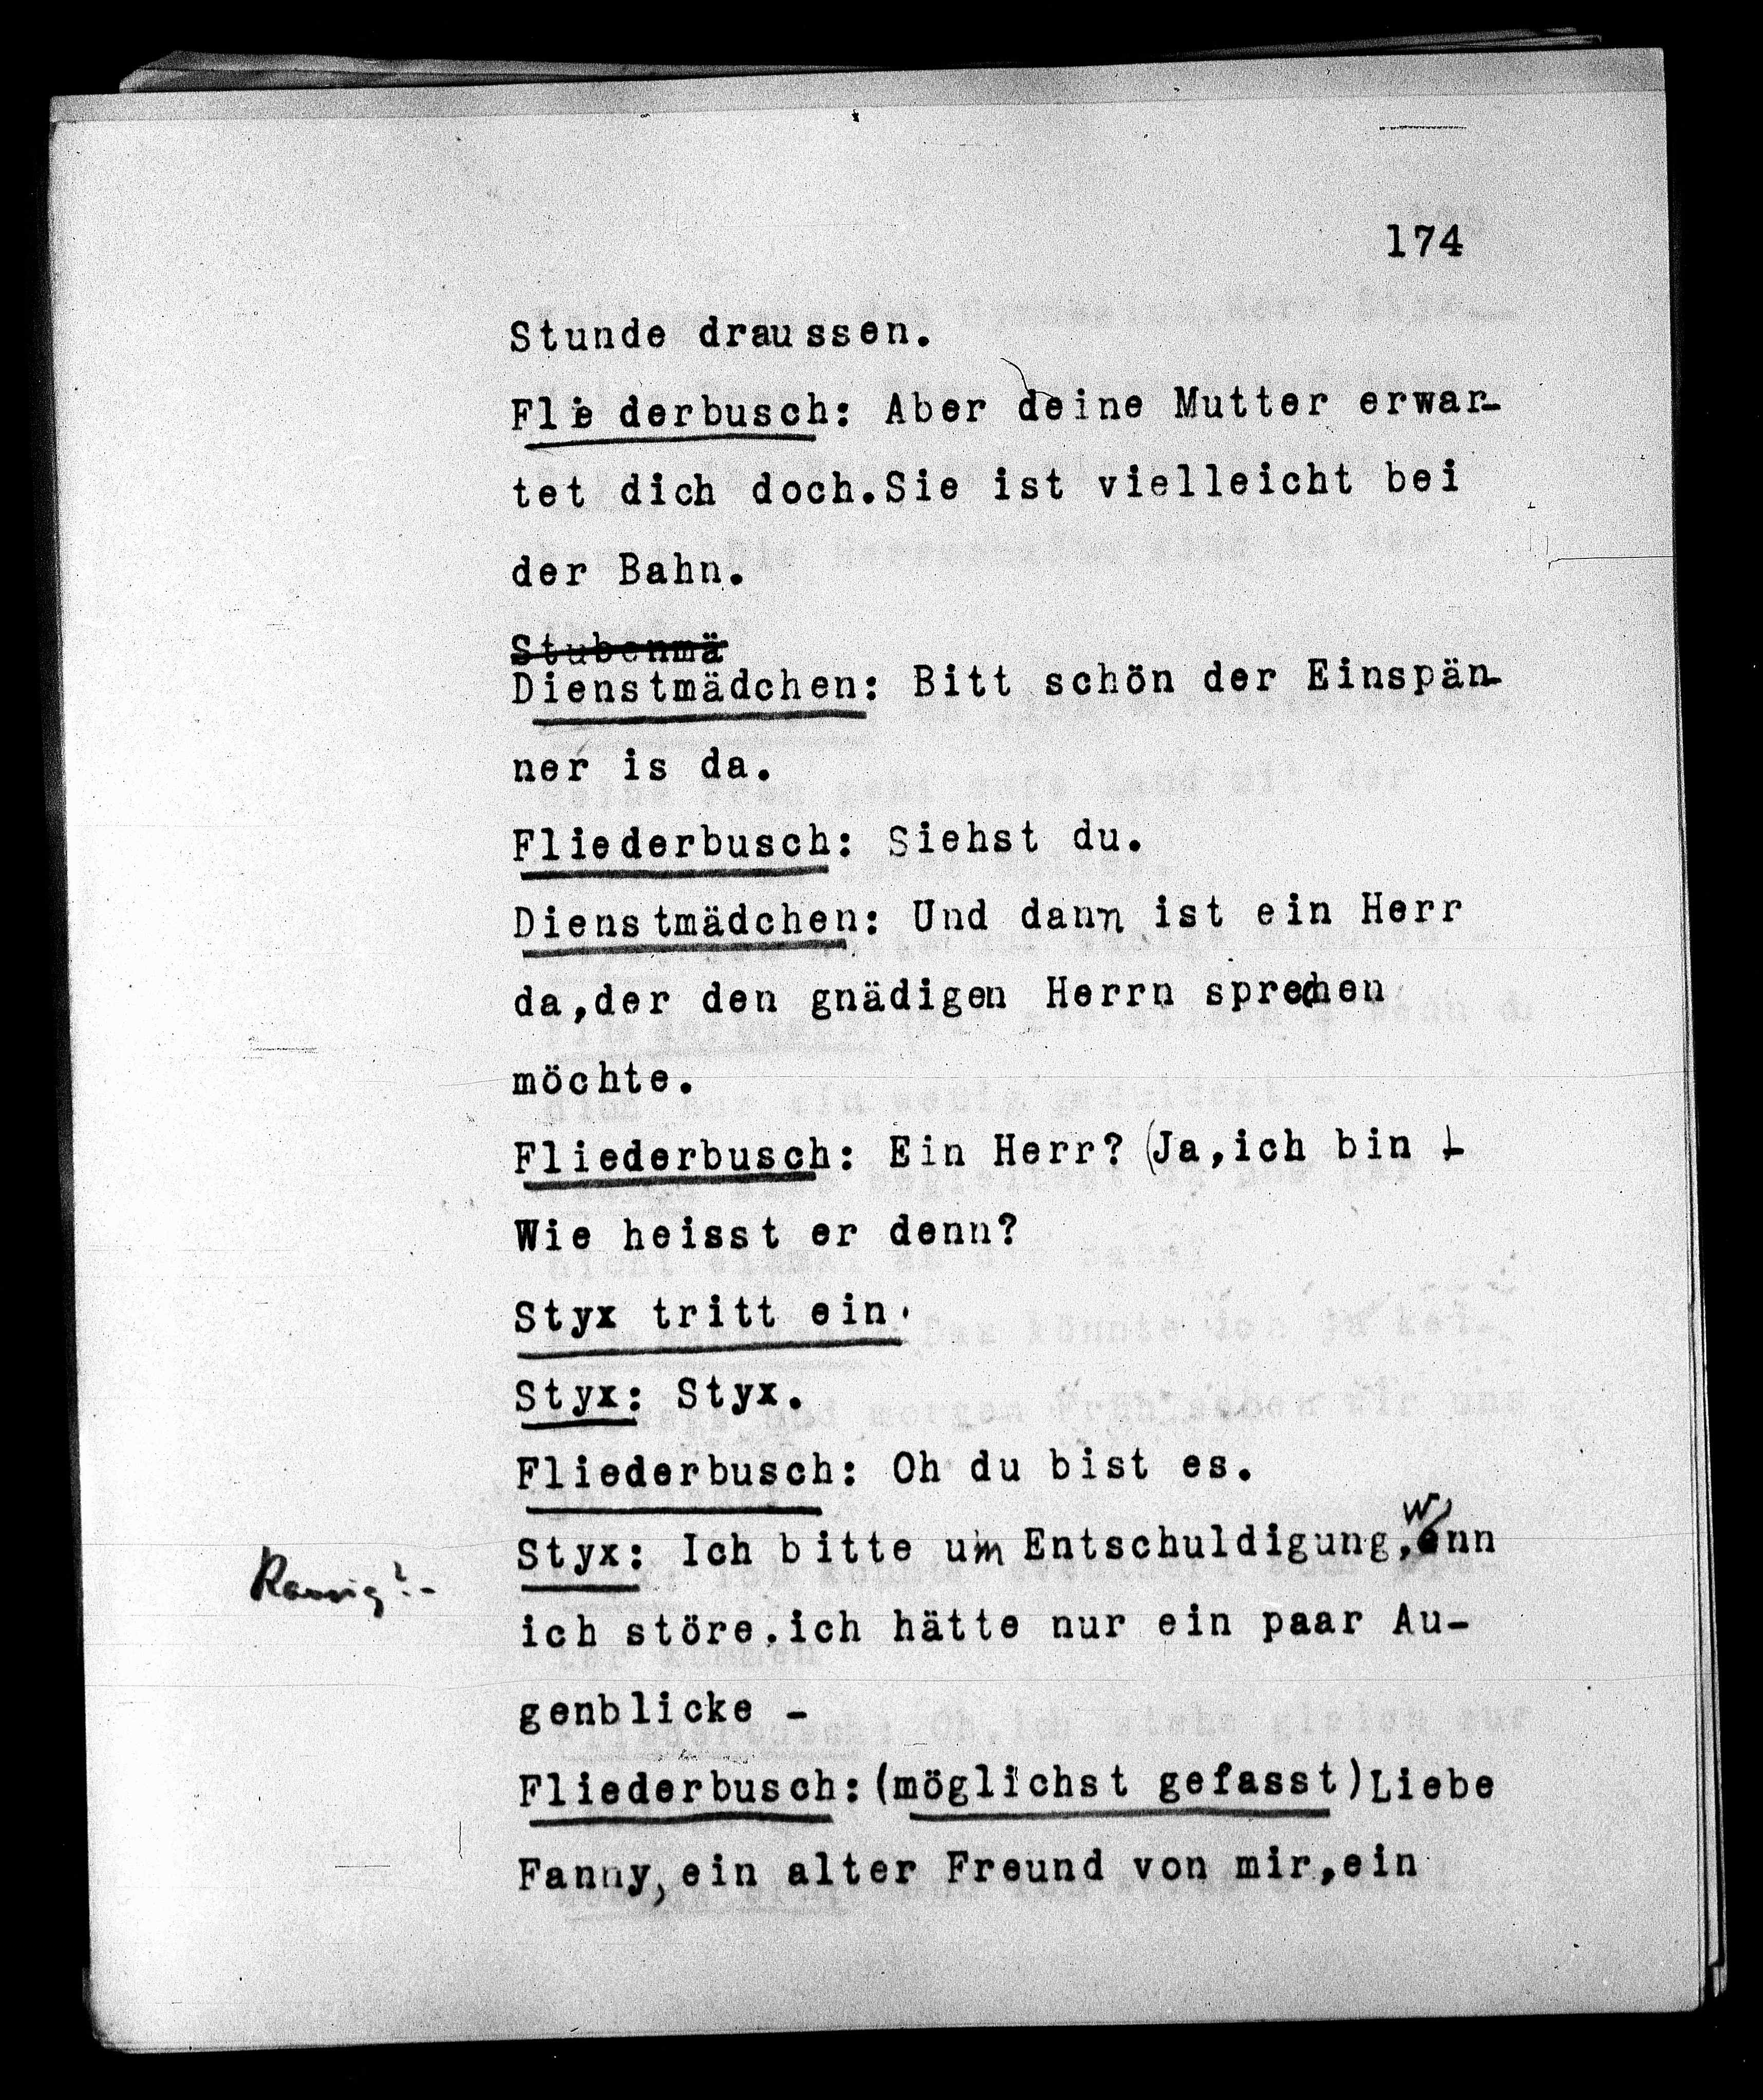 174
Stunde draussen.
Fliederbusch: Aber deine Mutter erwar-
tet dich doch.Sie ist vielleicht bei
der Bahn.
Stubenmä
Dienstmädchen: Bitt schön der Einspän-
ner is da.
Fliederbusch: Siehst du.
Dienstmädchen: Und dann ist ein Herr
da,der den gnädigen Herrn sprechen
möchte.
Fliederbusch: Ein Herr? (Ja,ich bin -
Wie heisst er denn?
Styx tritt ein.
Styx: Styx.
Fliederbusch: Oh du bist es.
Styx: Ich bitte um Entschuldigung,wenn
ich störe,ich hätte nur ein paar Au-
genblicke -
Fliederbusch:(möglichst gefasst)Liebe
Fanny,ein alter Freund von mir,ein